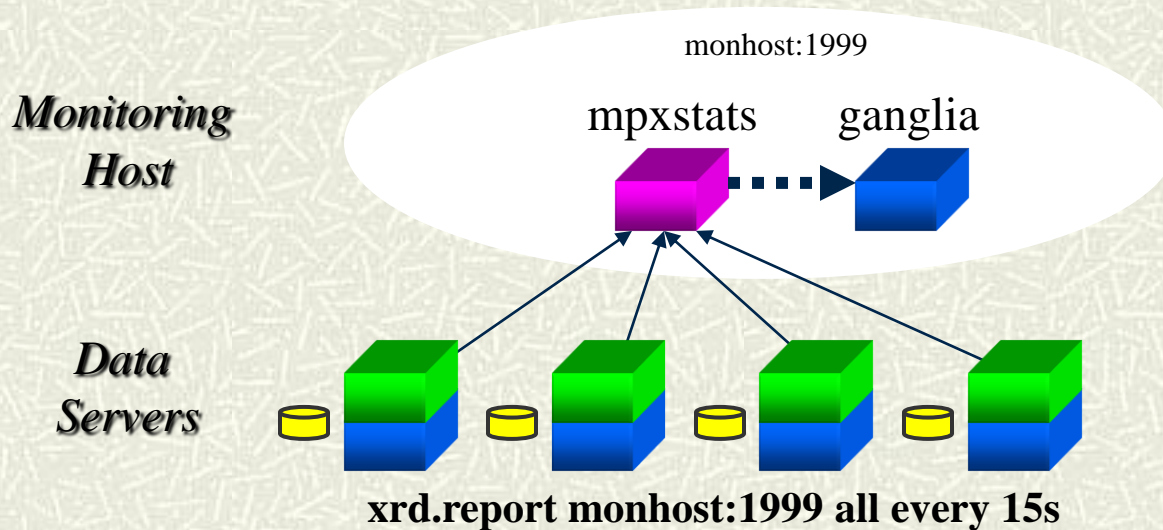 monhost:1999
mpxstats ganglia
Monitoring
Host
Data
Servers
xrd.report monhost:1999 all every 15s